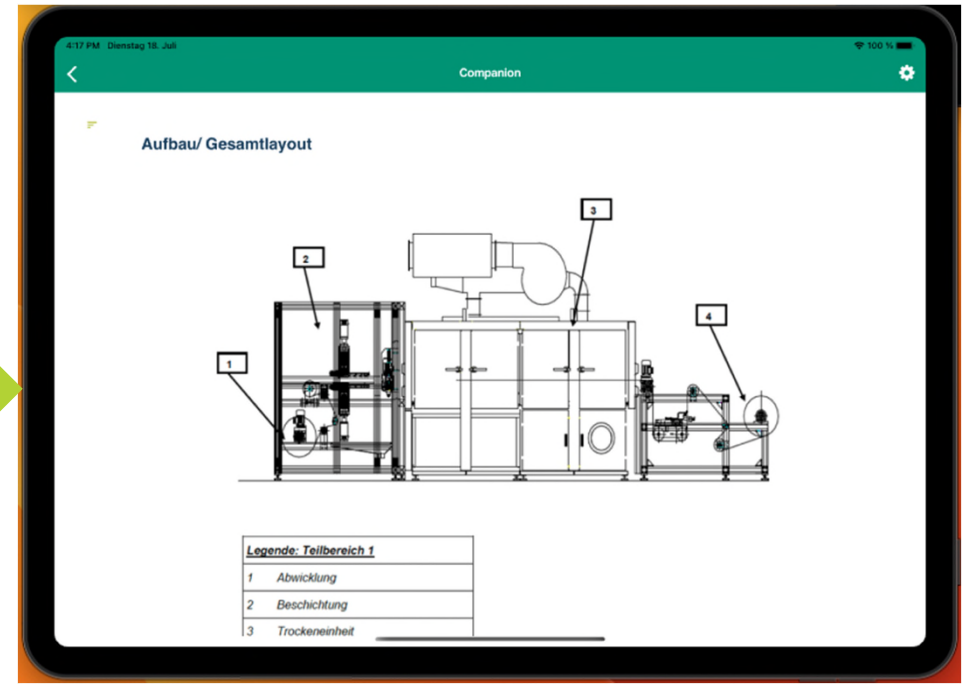 4:17 PM Dienstag 18. Juli
100 %
Companion
Aufbau/ Gesamtlayout
3
2
4
1
Legende: Teilbereich 1
1 Abwicklung
2 Beschichtung
3 Trockeneinheit